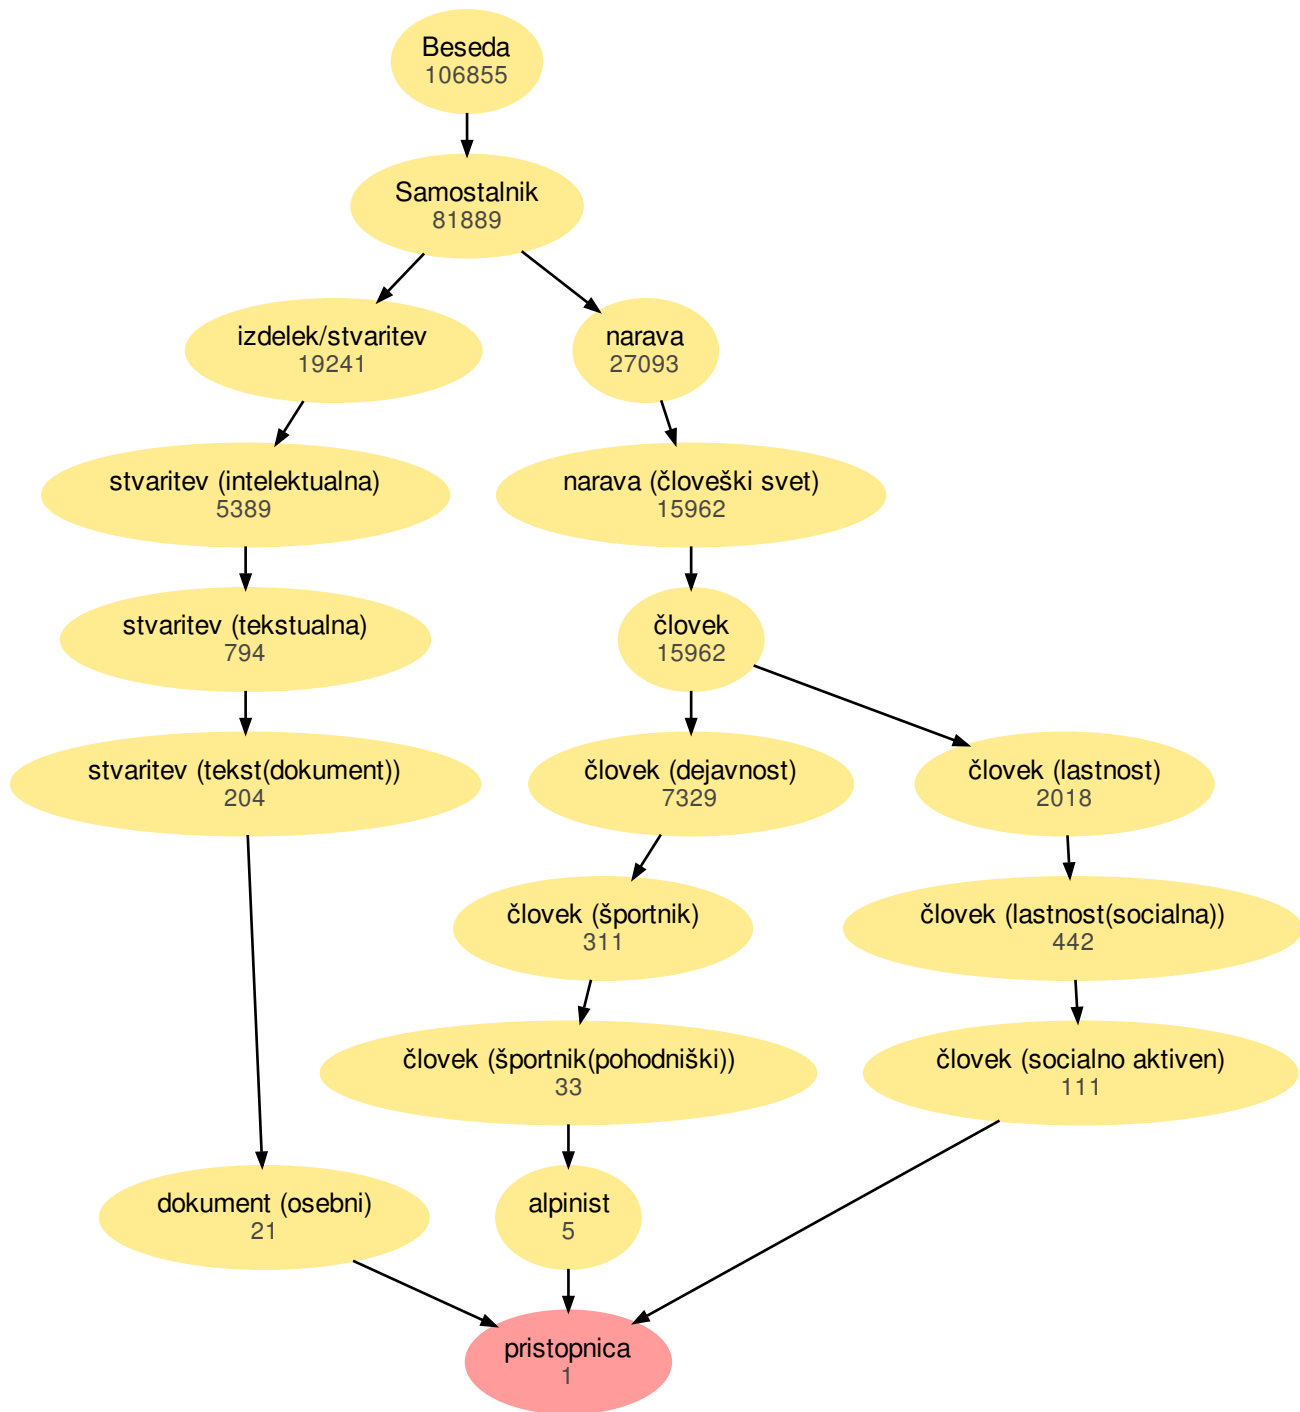 Beseda
106855
Samostalnik
81889
izdelek/stvaritev
19241
narava
27093
stvaritev (intelektualna)
5389
narava (človeški svet)
15962
stvaritev (tekstualna)
794
človek
15962
stvaritev (tekst(dokument))
204
človek (dejavnost)
7329
človek (lastnost)
2018
človek (športnik)
311
človek (lastnost(socialna))
442
človek (športnik(pohodniški))
33
človek (socialno aktiven)
111
dokument (osebni)
21
alpinist
5
pristopnica
1